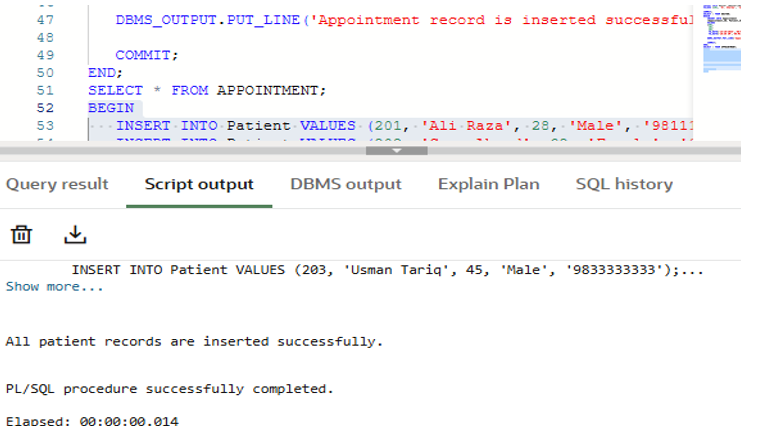 47 DBMS_OUTPUT.PUT_LINE('Appointment record is inserted
48
49 COMMIT;
50 END;
51 SELECT * FROM APPOINTMENT;
52 BEGIN
53 INSERT INTO Patient VALUES (201, 'Ali Raza', 28, 'Male', '98111
Query result Script output DBMS output Explain Plan SQL history
INSERT INTO Patient VALUES (203, 'Usman Tariq', 45, 'Male', '9833333333');...
Show more...
All patient records are inserted successfully.
PL/SQL procedure successfully completed.
Elapsed: 00:00:00.014